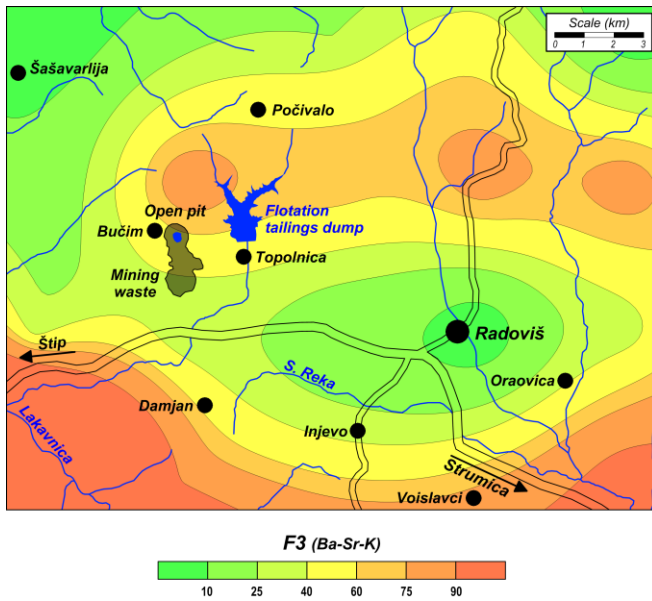 Scale (km)
0 1 2 3
Šašavarlija
Počivalo
Open pit
Flotation
tailings dump
Bučim
Topolnica
Mining
waste
Radoviš
Štip
S. Reka
Oraovica
Damjan
Lakavnica
Injevo
Strumica
Voislavci
F3 (Ba-Sr-K)
10 25 40 60 75 90